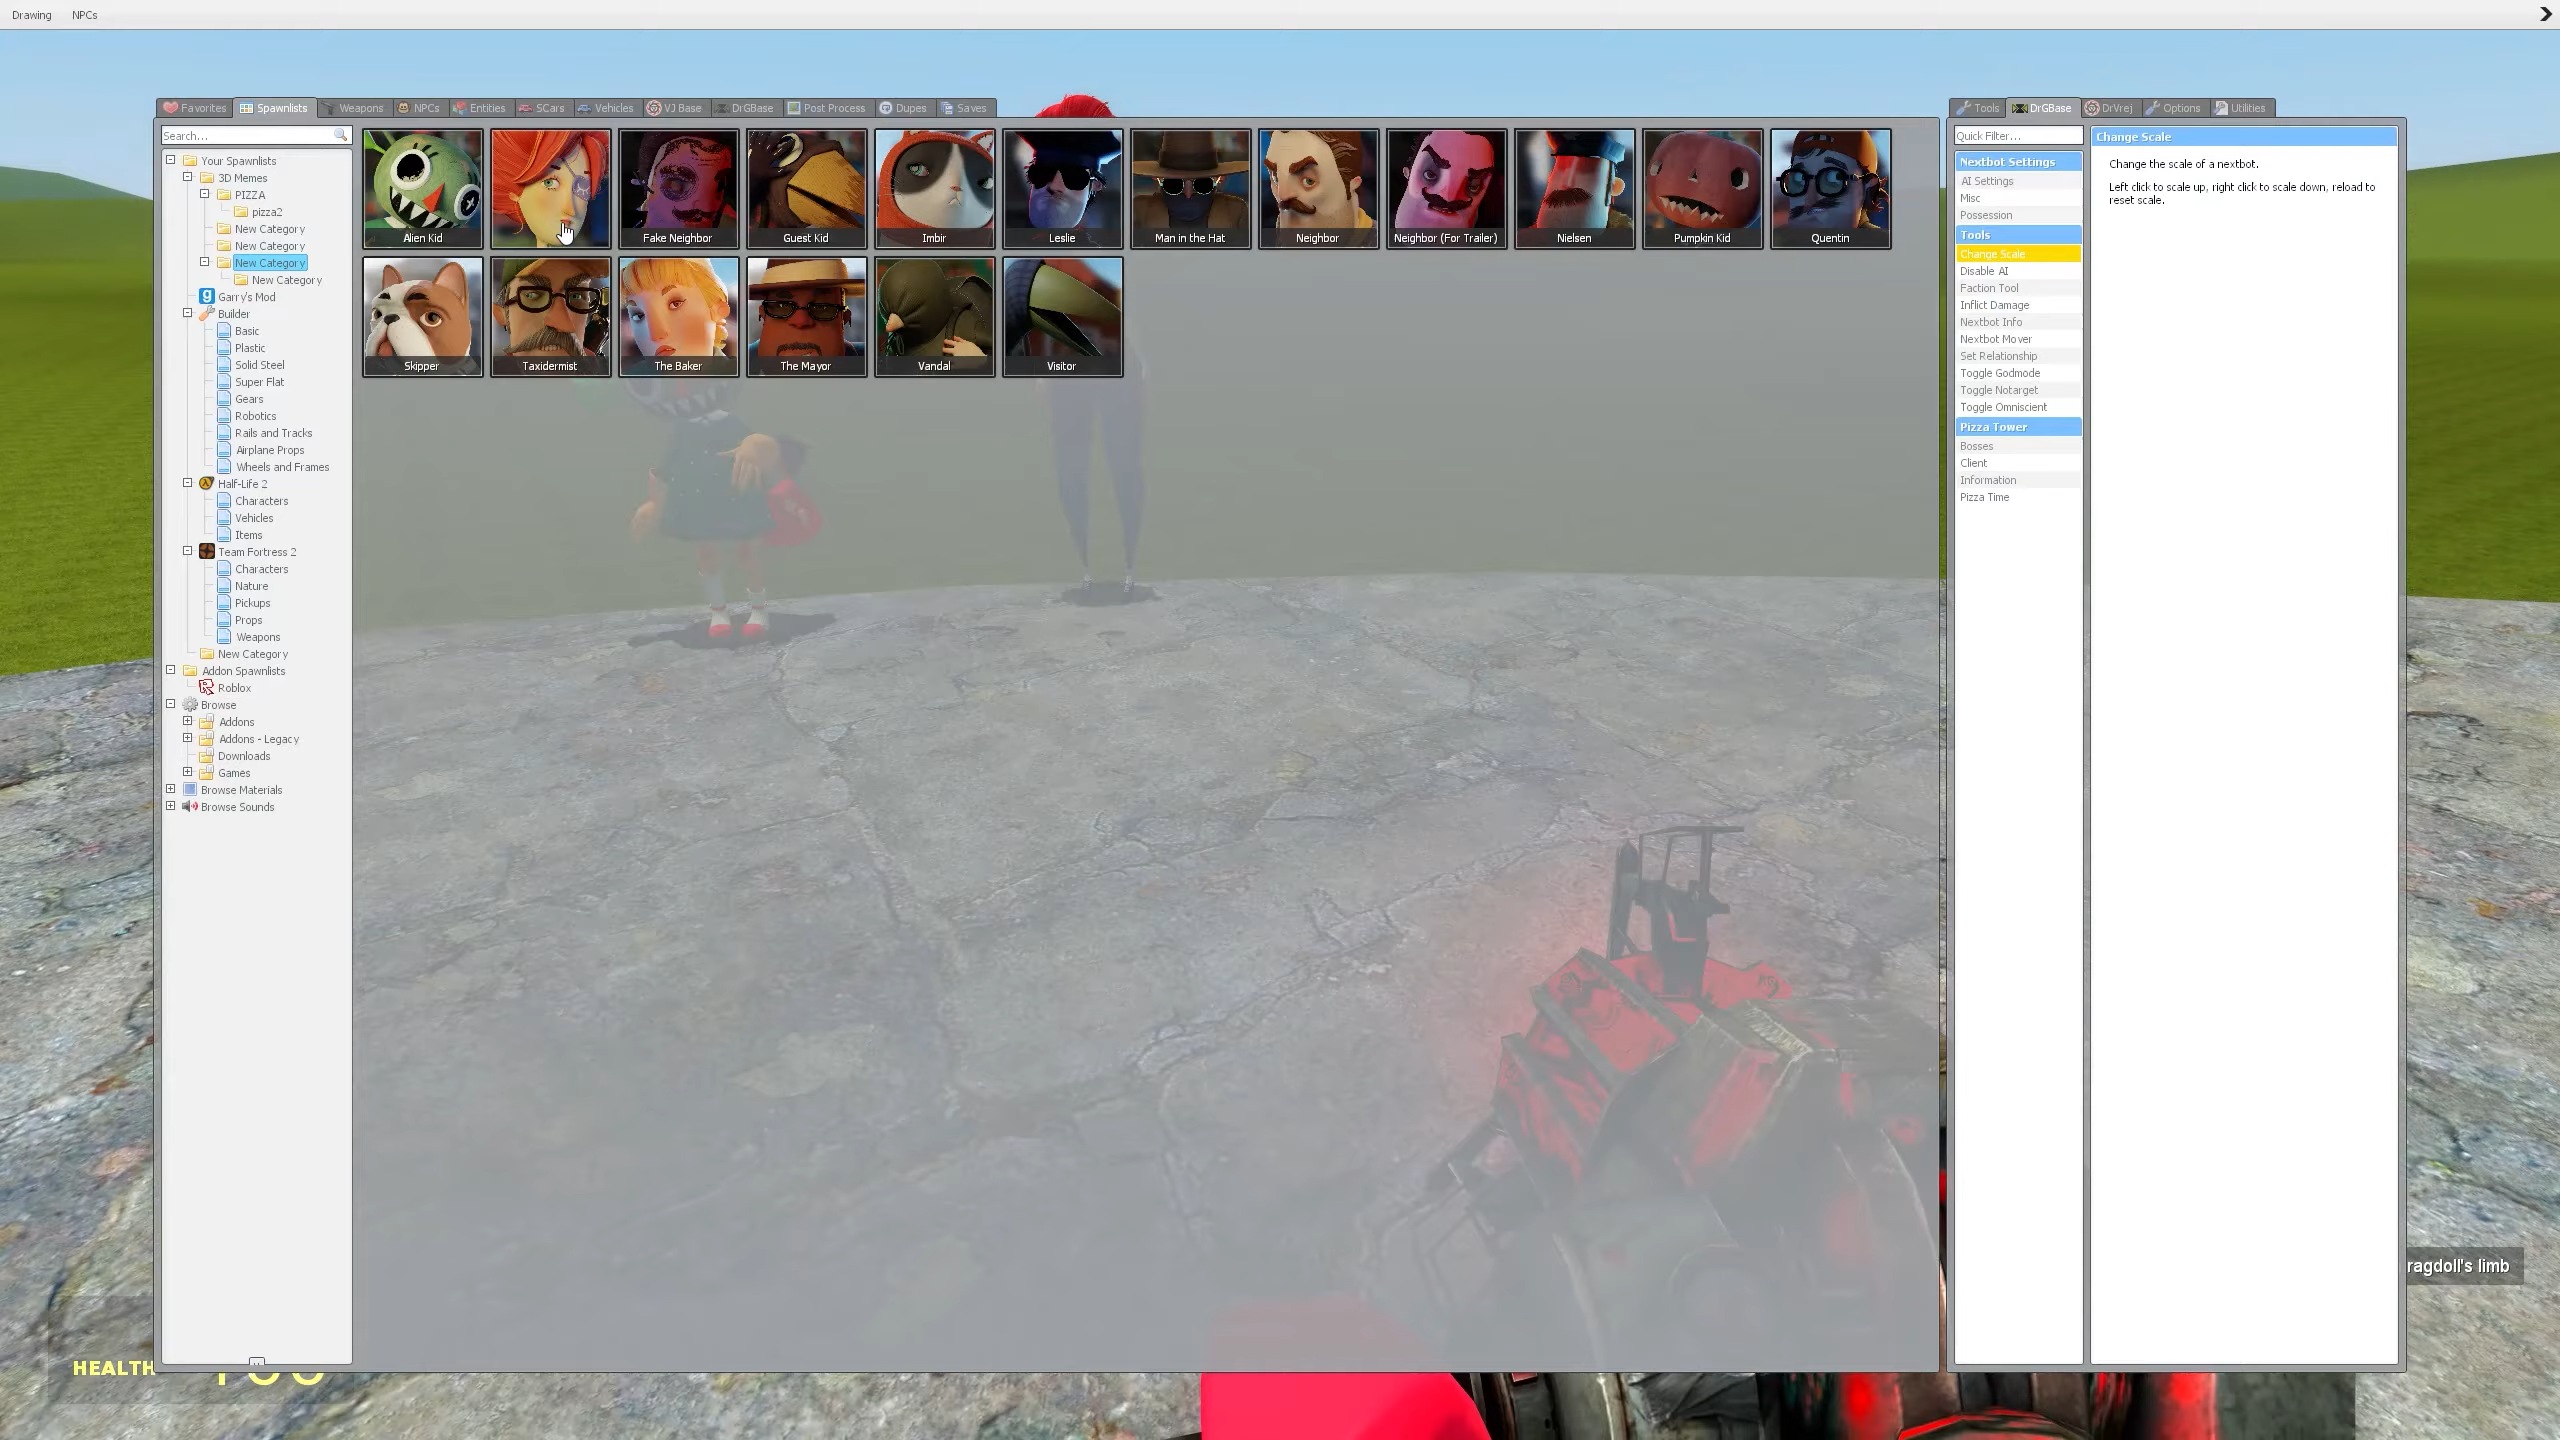 Drawing NPCs
Favorites Spawnlists Weapons NPCs Entities SCars Vehicles VJ Base DrGBase Post Process Dupes Saves
Search...
Your Spawnlists
3D Memes
PIZZA
pizza2
New Category
New Category
New Category
New Category
Garry's Mod
Builder
Basic
Plastic
Solid Steel
Super Flat
Gears
Robotics
Rails and Tracks
Airplane Props
Wheels and Frames
Half-Life 2
Characters
Vehicles
Items
Team Fortress 2
Characters
Nature
Pickups
Props
Weapons
New Category
Addon Spawnlists
Roblox
Browse
Addons
Addons - Legacy
Downloads
Games
Browse Materials
Browse Sounds
Alien Kid Fake Neighbor Guest Kid Imbir Leslie Man in the Hat Neighbor Neighbor (For Trailer) Nielsen Pumpkin Kid Quentin
Skipper Taxidermist The Baker The Mayor Vandal Visitor
Tools DrGBase DrVrej Options Utilities
Quick Filter...
Nextbot Settings
AI Settings
Misc
Possession
Tools
Change Scale
Disable AI
Faction Tool
Inflict Damage
Nextbot Info
Nextbot Mover
Set Relationship
Toggle Godmode
Toggle Notarget
Toggle Omniscient
Pizza Tower
Bosses
Client
Information
Pizza Time
Change Scale
Change the scale of a nextbot.
Left click to scale up, right click to scale down, reload to
reset scale.
ragdoll's limb
HEALTH